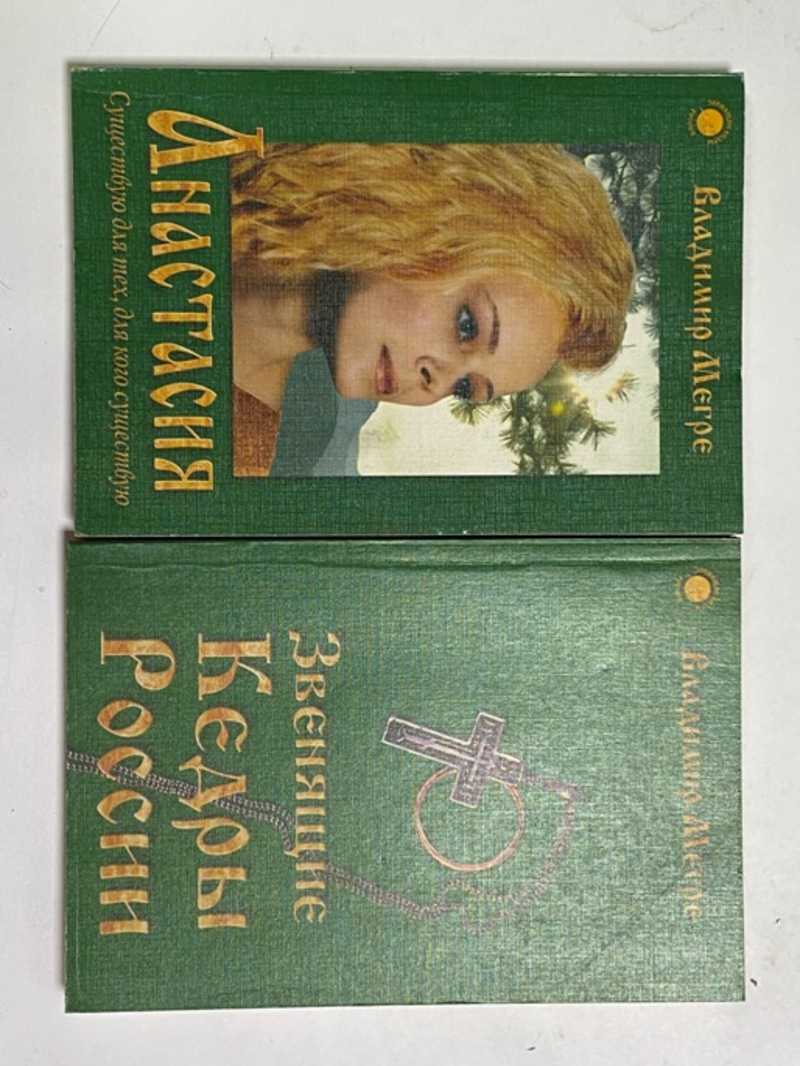 Владимир Мегре
Анастасия
Существую для тех, для кого существую
Владимир Мегре
Звенящие
Кедры
России